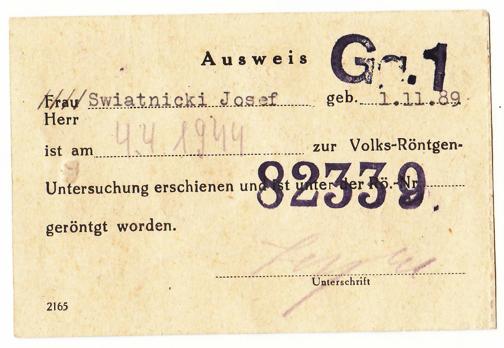 Ausweis Gc.1
Frau Swiatnicki Josef geb. 1.11.89
Herr
ist am 4.4.1944 zur Volks-Röntgen-
Untersuchung erschienen und ist unter der Rö.-Nr. 82339.
geröntgt worden.
Unterschrift
2165